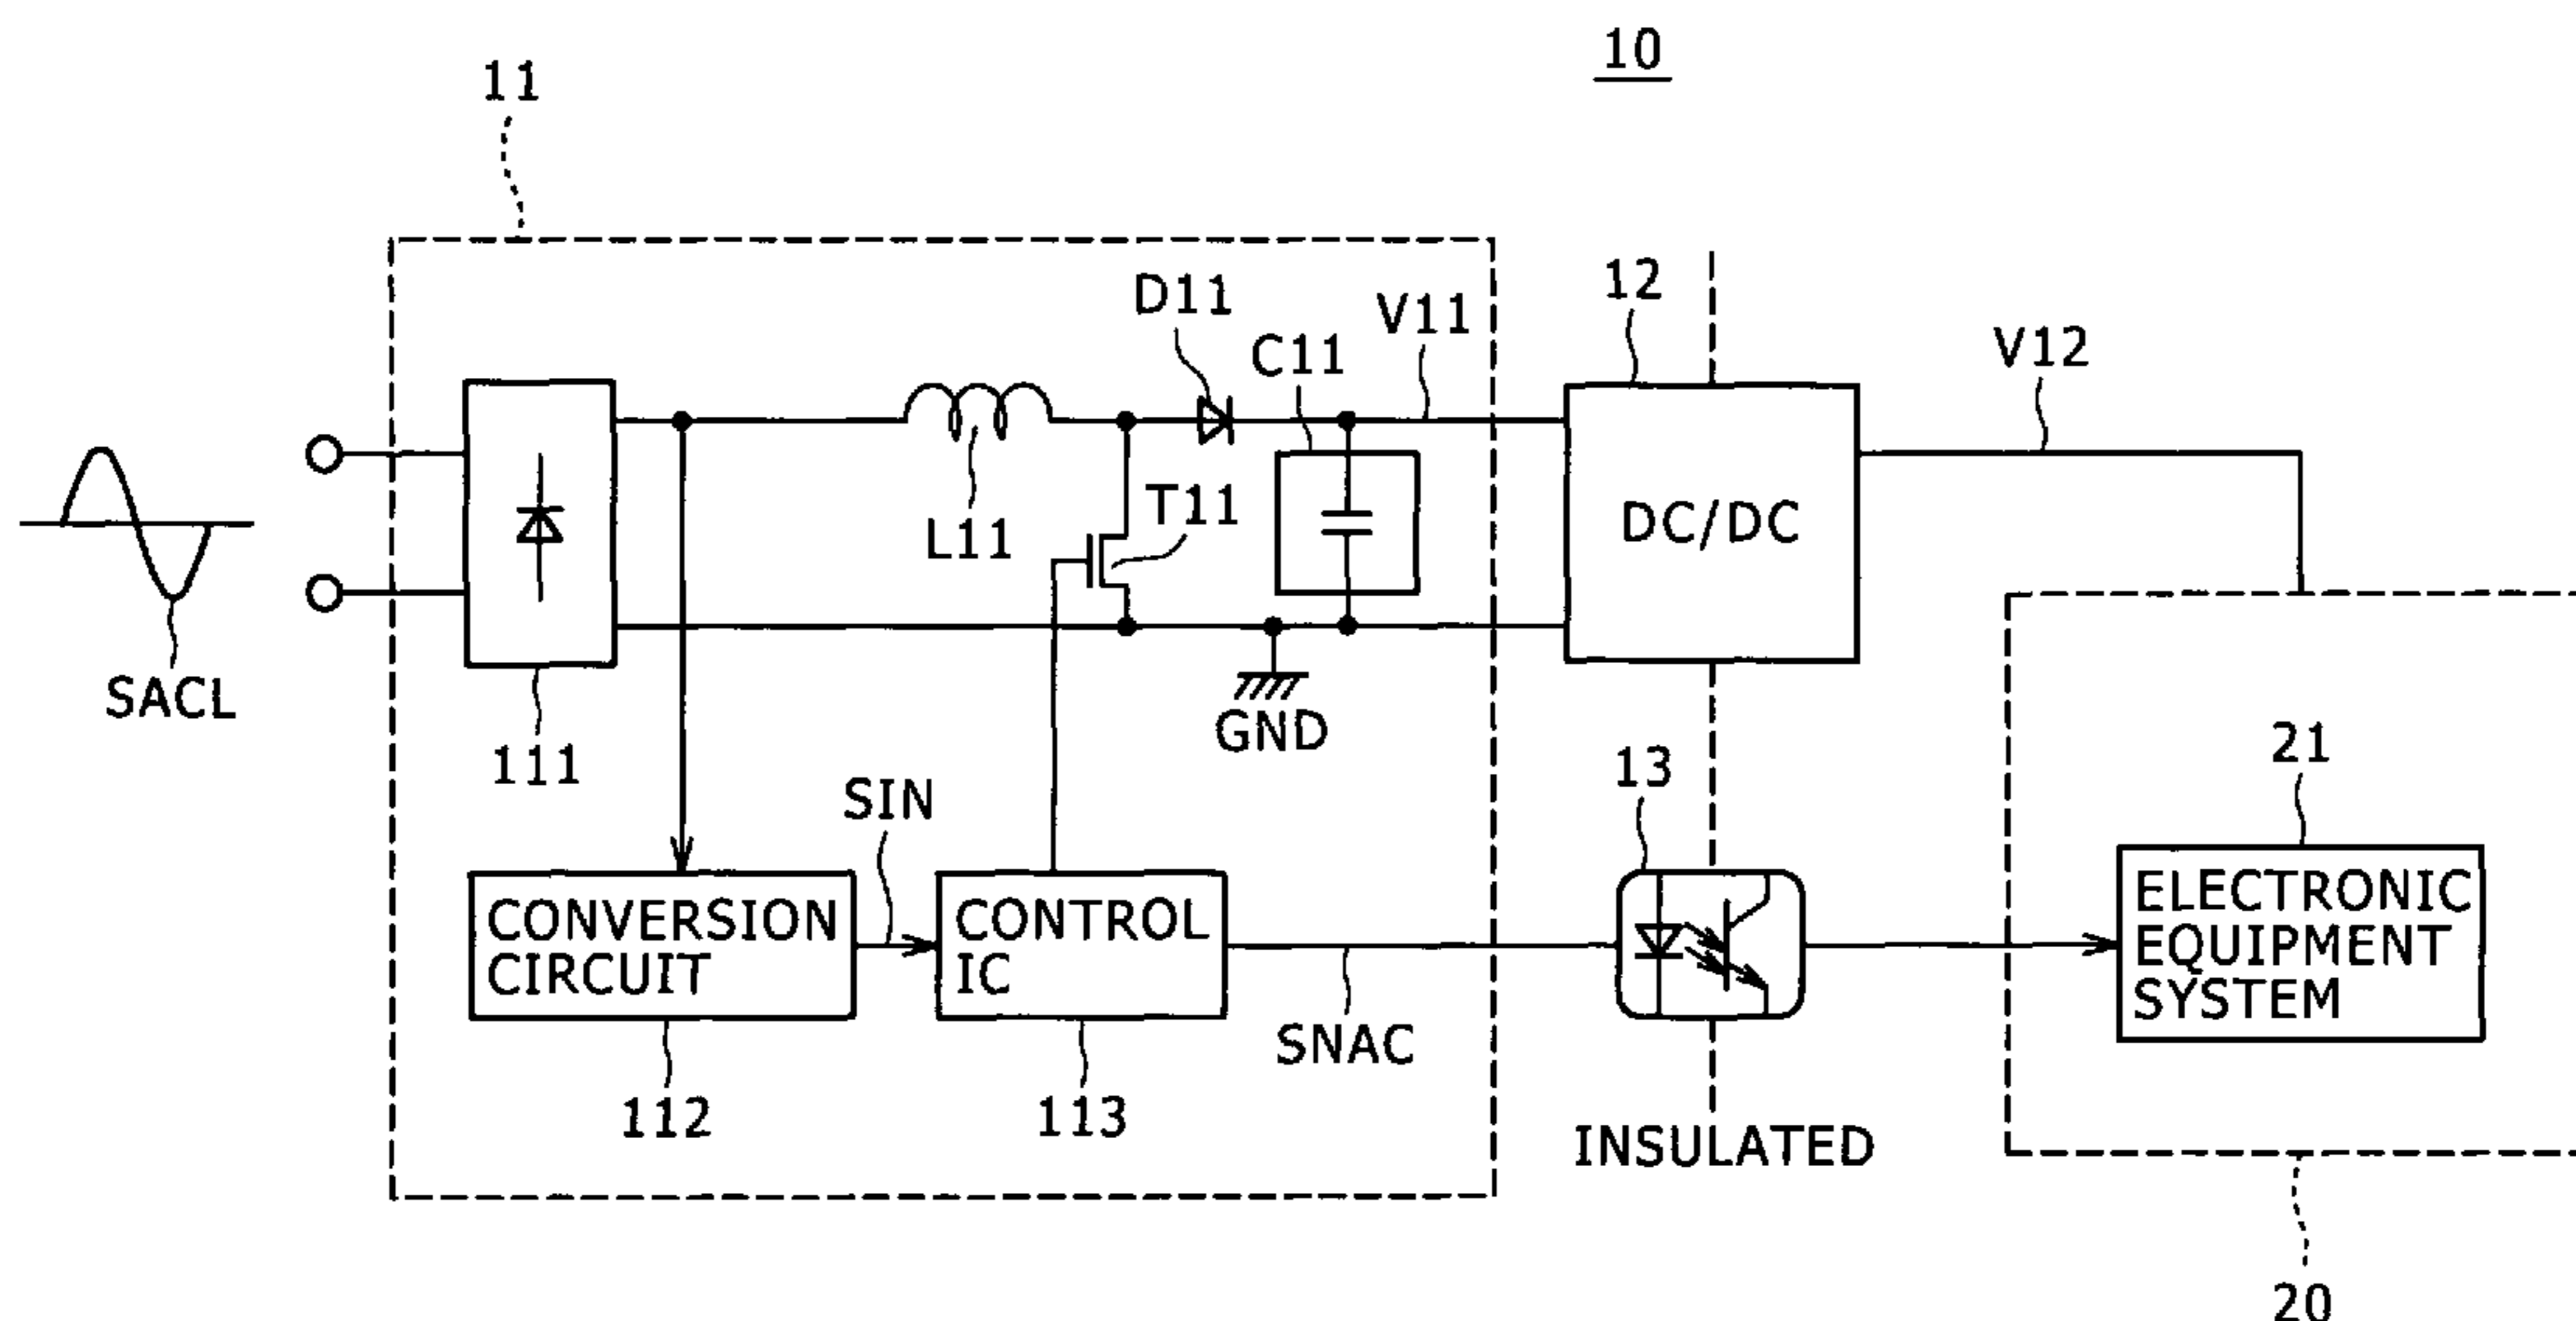 10
11
D11
V11
C11
12
V12
T11
L11
DC/DC
SACL
111
GND
SIN
13
21
CONVERSION
CIRCUIT
CONTROL
IC
ELECTRONIC
EQUIPMENT
SYSTEM
SNAC
112
113
INSULATED
20